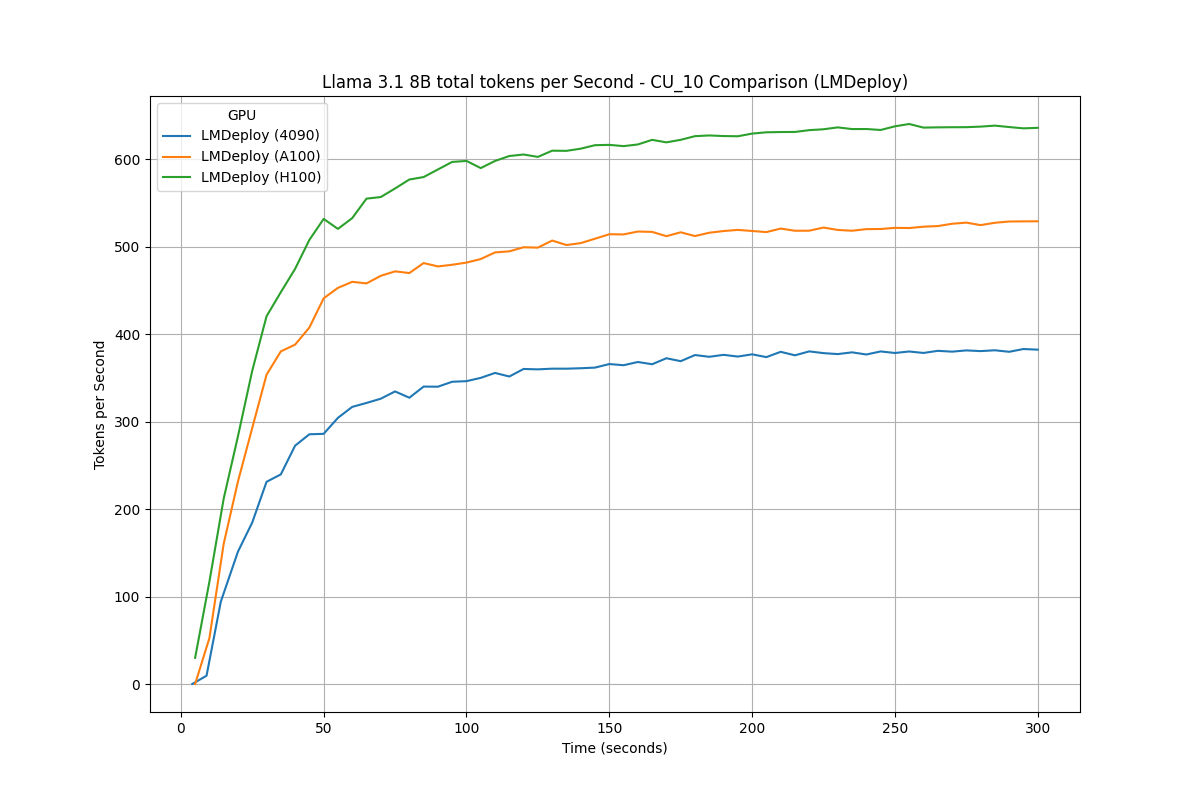 Llama 3.1 8B total tokens per Second - CU_10 Comparison (LMDeploy)
GPU
LMDeploy (4090)
LMDeploy (A100)
LMDeploy (H100)
Tokens per Second
600
500
400
300
200
100
0
0 50 100 150 200 250 300
Time (seconds)